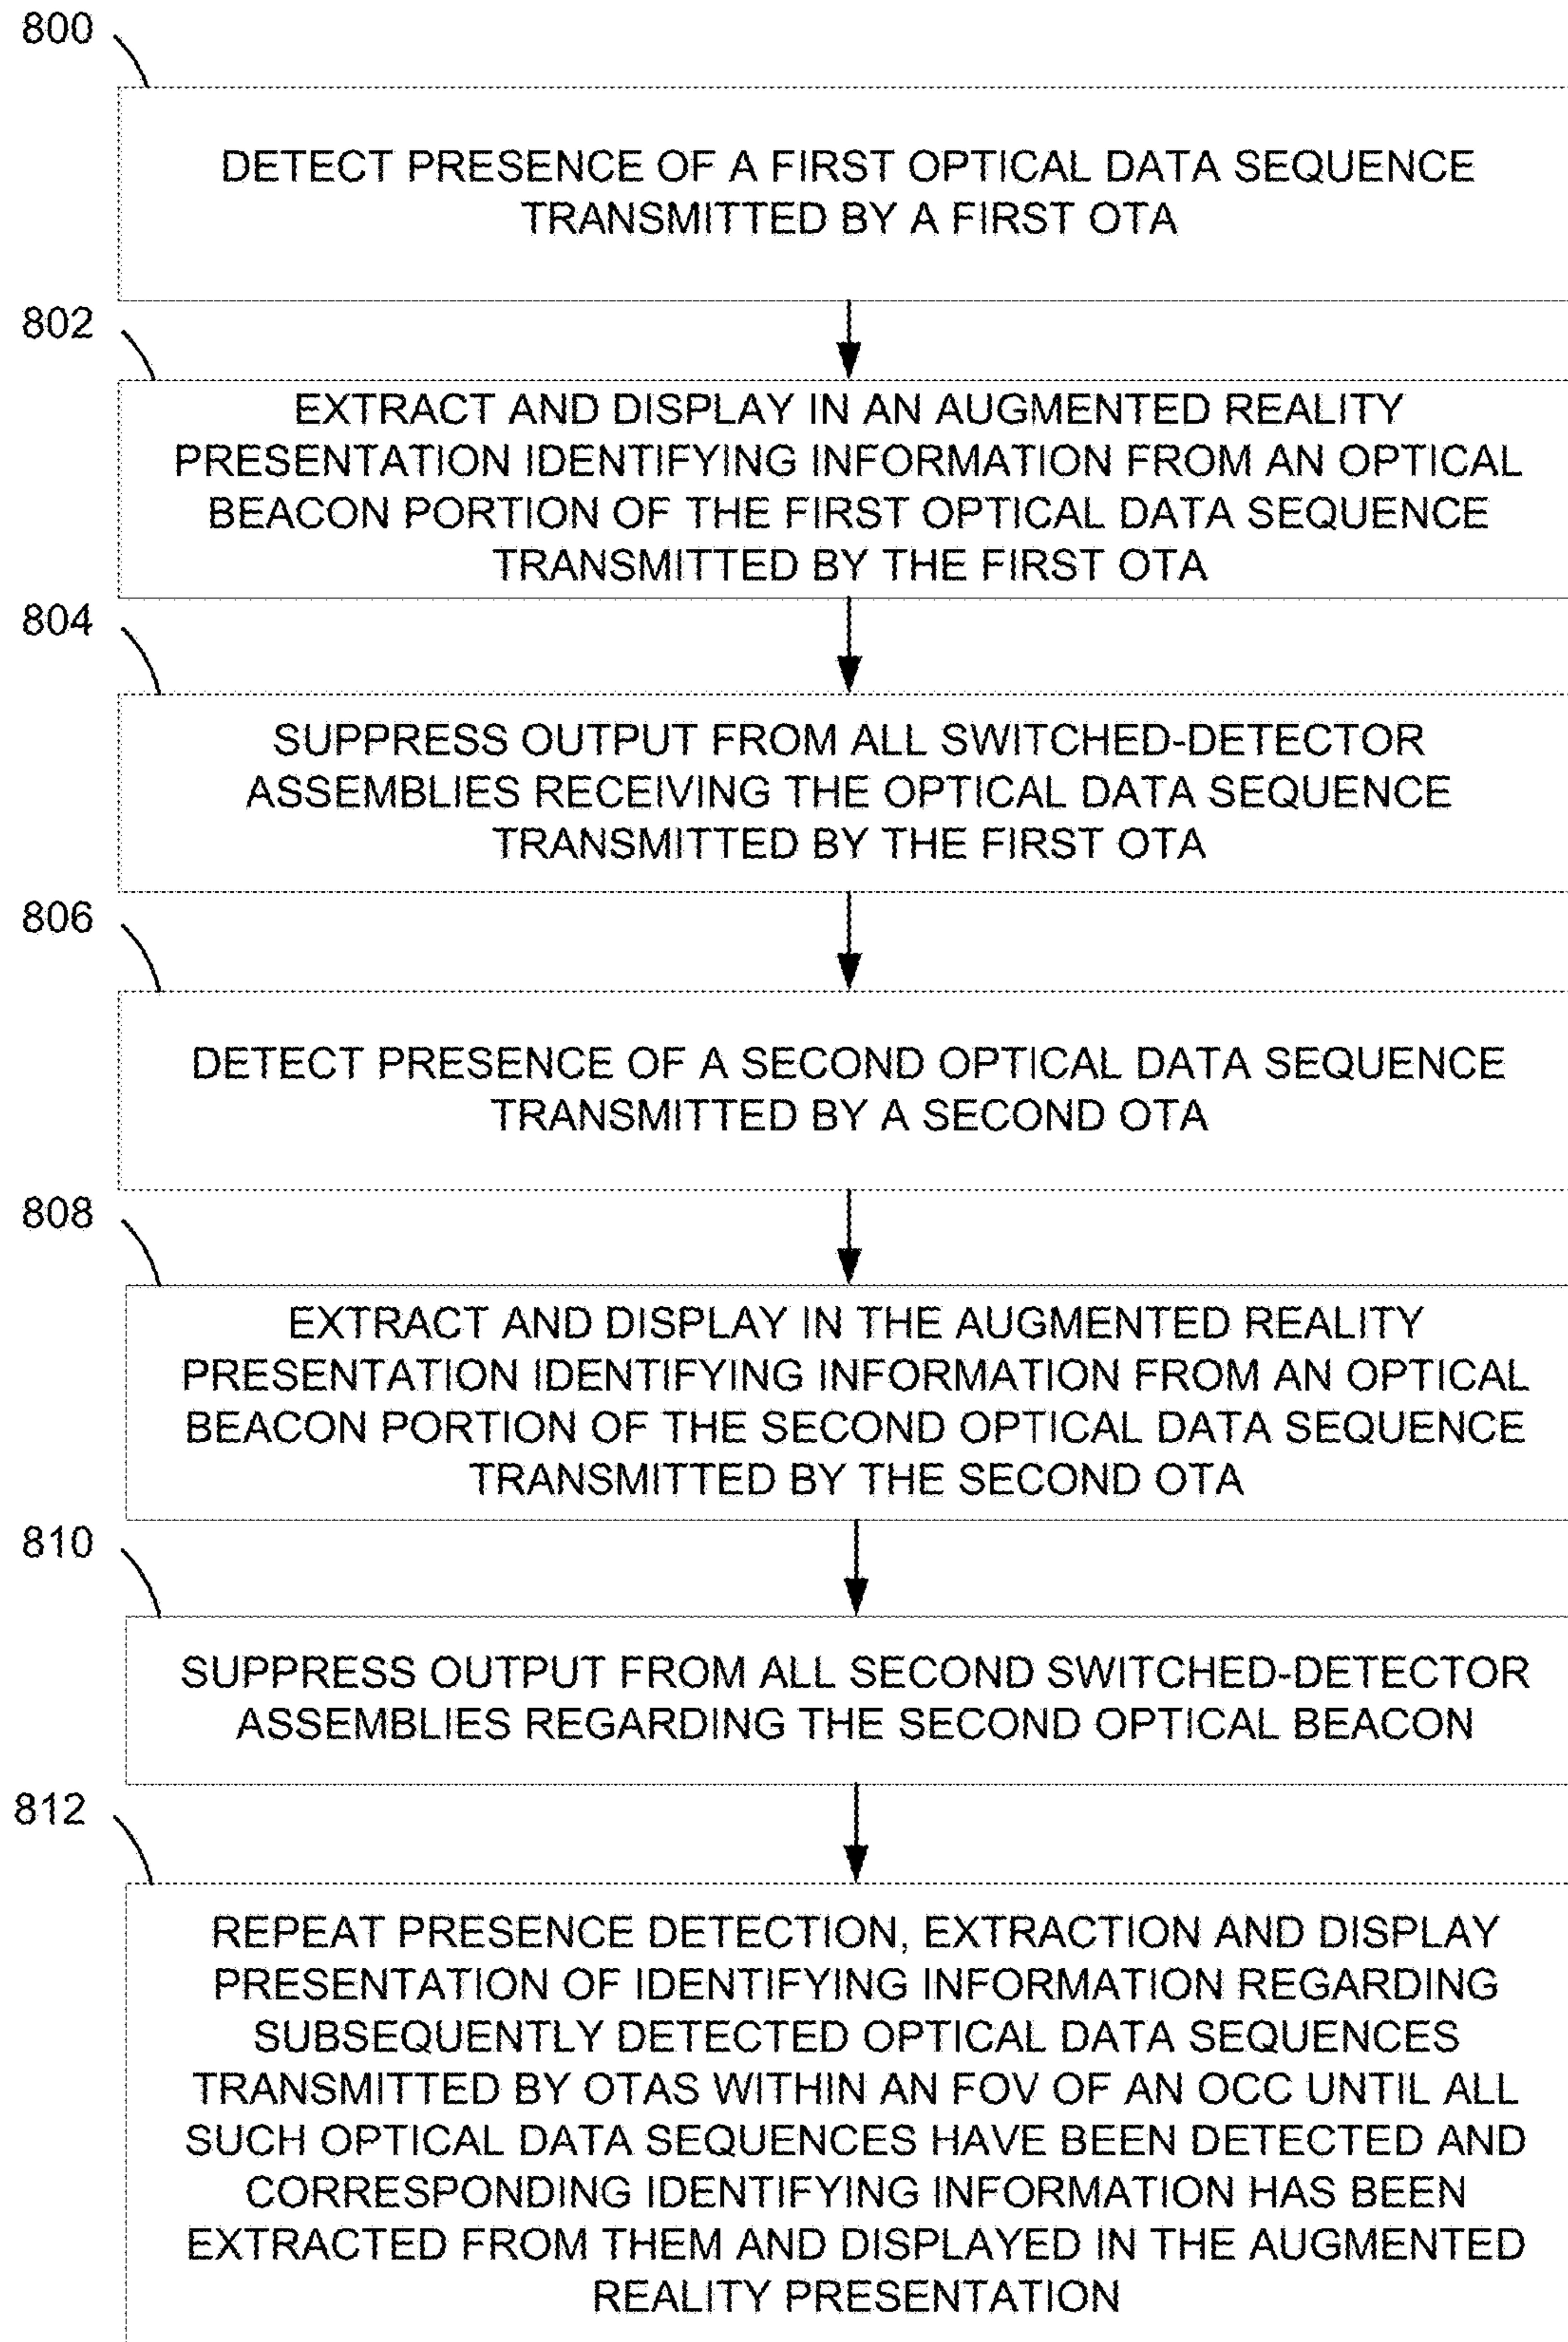 800
DETECT PRESENCE OF A FIRST OPTICAL DATA SEQUENCE
TRANSMITTED BY A FIRST OTA
802
EXTRACT AND DISPLAY IN AN AUGMENTED REALITY
PRESENTATION IDENTIFYING INFORMATION FROM AN OPTICAL
BEACON PORTION OF THE FIRST OPTICAL DATA SEQUENCE
TRANSMITTED BY THE FIRST OTA
804
SUPPRESS OUTPUT FROM ALL SWITCHED-DETECTOR
ASSEMBLIES RECEIVING THE OPTICAL DATA SEQUENCE
TRANSMITTED BY THE FIRST OTA
806
DETECT PRESENCE OF A SECOND OPTICAL DATA SEQUENCE
TRANSMITTED BY A SECOND OTA
808
EXTRACT AND DISPLAY IN THE AUGMENTED REALITY
PRESENTATION IDENTIFYING INFORMATION FROM AN OPTICAL
BEACON PORTION OF THE SECOND OPTICAL DATA SEQUENCE
TRANSMITTED BY THE SECOND OTA
810
SUPPRESS OUTPUT FROM ALL SECOND SWITCHED-DETECTOR
ASSEMBLIES REGARDING THE SECOND OPTICAL BEACON
812
REPEAT PRESENCE DETECTION, EXTRACTION AND DISPLAY
PRESENTATION OF IDENTIFYING INFORMATION REGARDING
SUBSEQUENTLY DETECTED OPTICAL DATA SEQUENCES
TRANSMITTED BY OTAS WITHIN AN FOV OF AN OCC UNTIL ALL
SUCH OPTICAL DATA SEQUENCES HAVE BEEN DETECTED AND
CORRESPONDING IDENTIFYING INFORMATION HAS BEEN
EXTRACTED FROM THEM AND DISPLAYED IN THE AUGMENTED
REALITY PRESENTATION